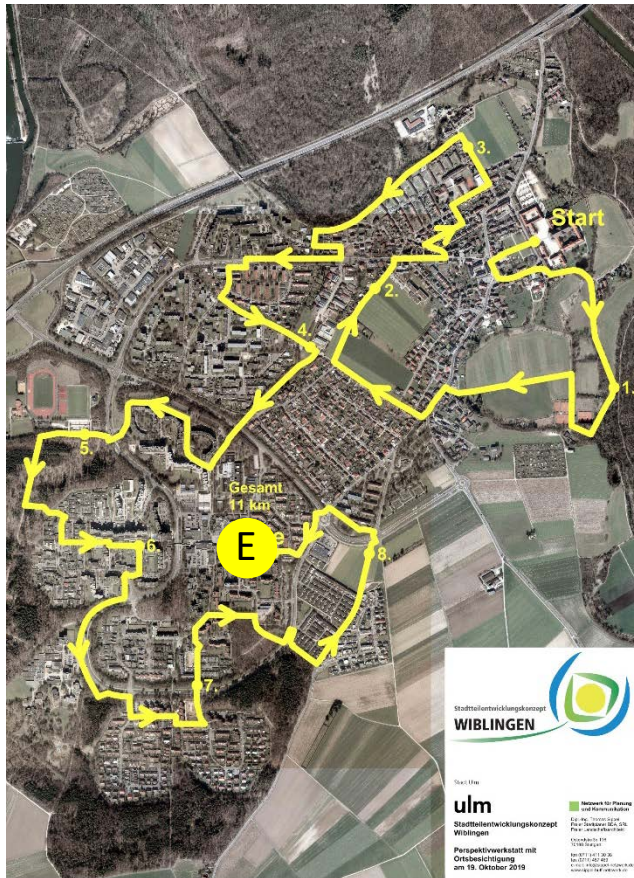 3.
Start
2.
4.
1.
5.
Gesamt
11 km
E
e
8.
6.
7.
Stadtteilentwicklungskonzept
WIBLINGEN
Stadt Ulm
ulm
Stadtteilentwicklungskonzept
Wiblingen
Perspektivwerkstatt mit
Ortsbesichtigung
am 19. Oktober 2019
Netzwerk für Planung
und Kommunikation